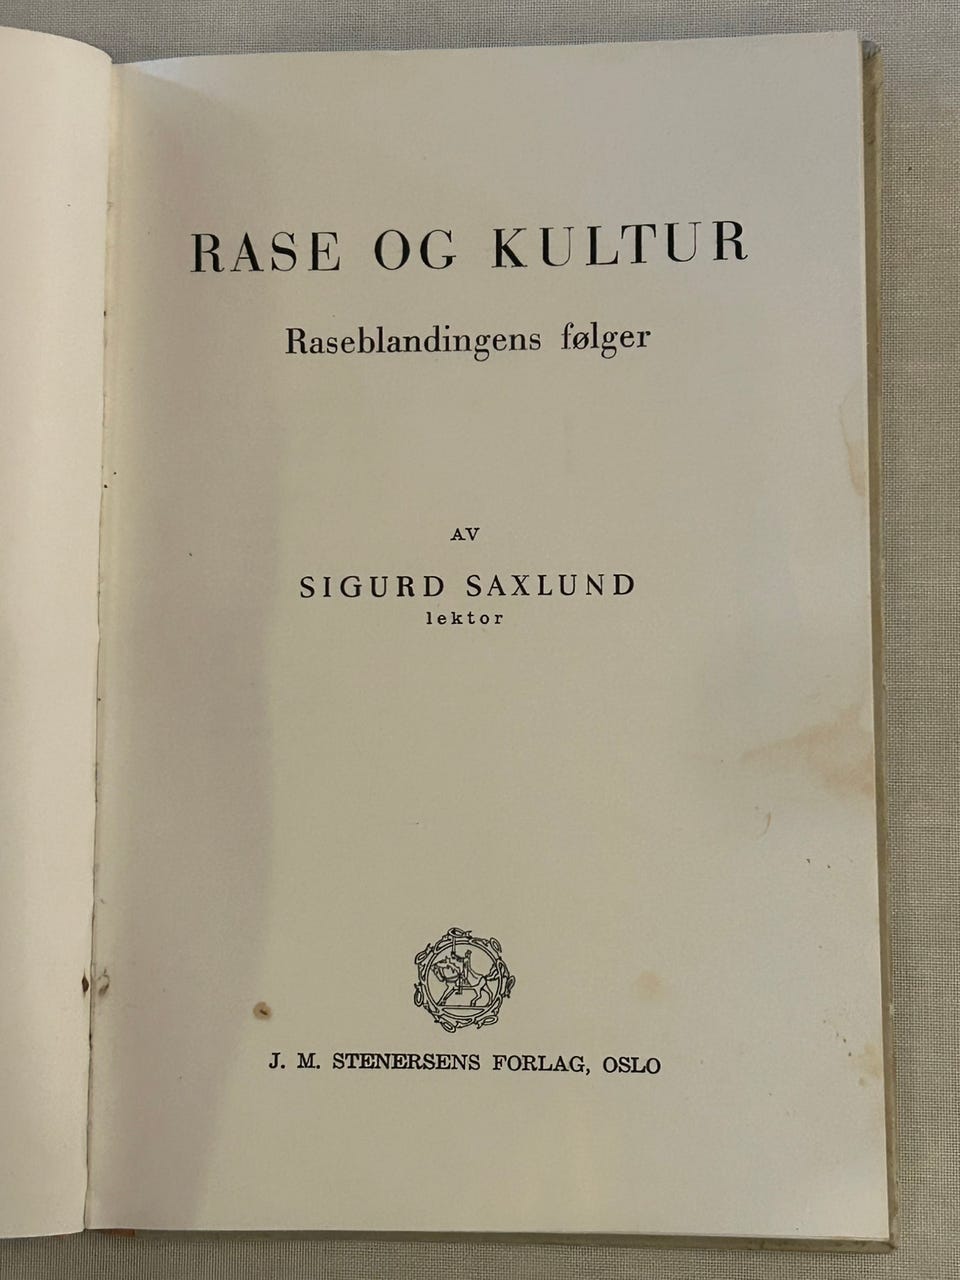 RASE OG KULTUR
Raseblandingens følger
AV
SIGURD SAXLUND
lektor
J. M. STENERSENS FORLAG, OSLO